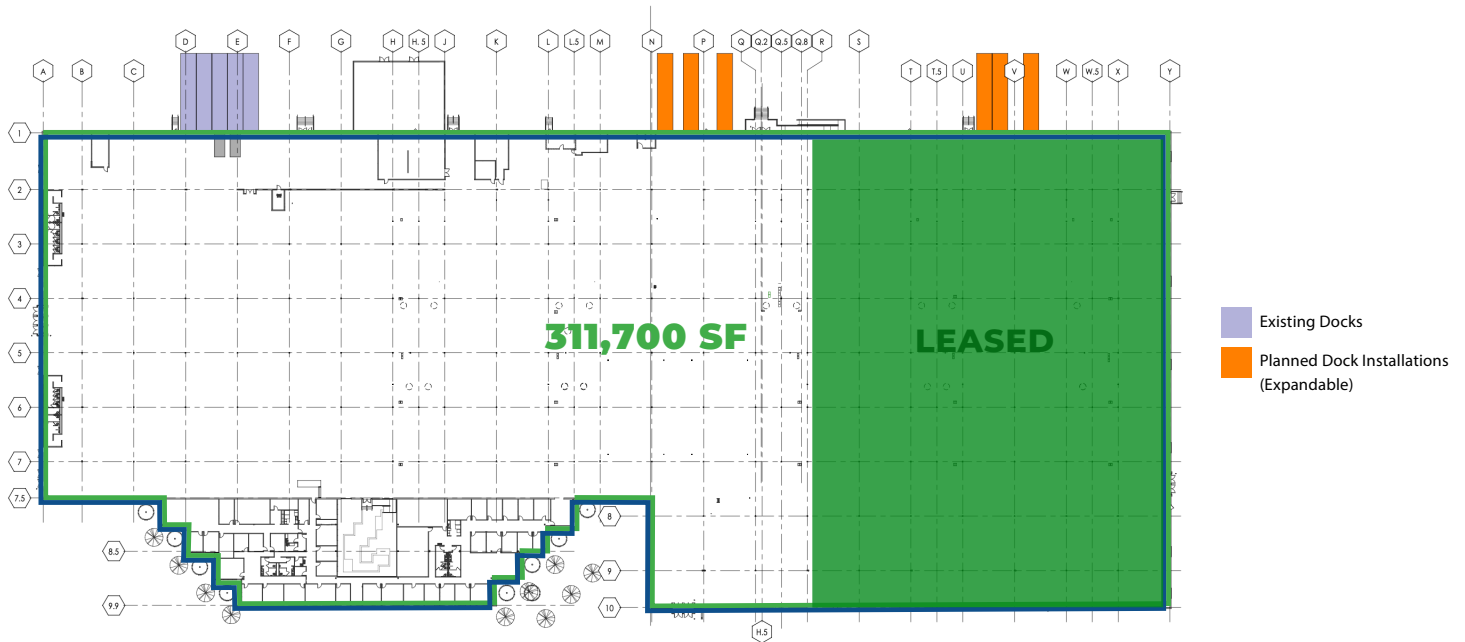 D E F G H H.5 J K L L.5 M N P Q Q.2 Q.5 Q.8 R S
A B C T T.5 U V W W.5 X Y
1
2
3
4
311,700 SF
LEASED
Existing Docks
5
Planned Dock Installations
(Expandable)
6
7
7.5
8
8.5
9
9.9
10
H.5